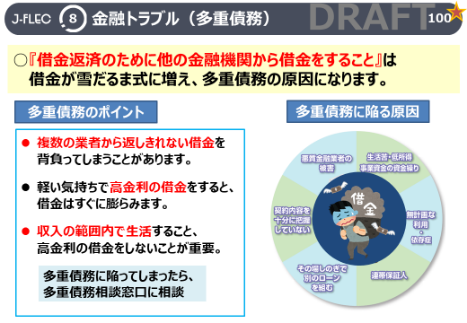 J-FLEC 8 金融トラブル（多重債務）
DRAFT
100
○『借金返済のために他の金融機関から借金をすること』は
借金が雪だるま式に増え、多重債務の原因になります。
多重債務のポイント
● 複数の業者から返しきれない借金を
背負ってしまうことがあります。
● 軽い気持ちで高金利の借金をすると、
借金はすぐに膨らみます。
● 収入の範囲内で生活すること、
高金利の借金をしないことが重要。
多重債務に陥ってしまったら、
多重債務相談窓口に相談
多重債務に陥る原因
悪質金融業者の
被害
生活苦・低所得
事業資金の資金繰り
契約内容を
十分に把握
していない
借金
無計画な
利用
・
依存症
その場しのぎで
別のローン
を組む
連帯保証人